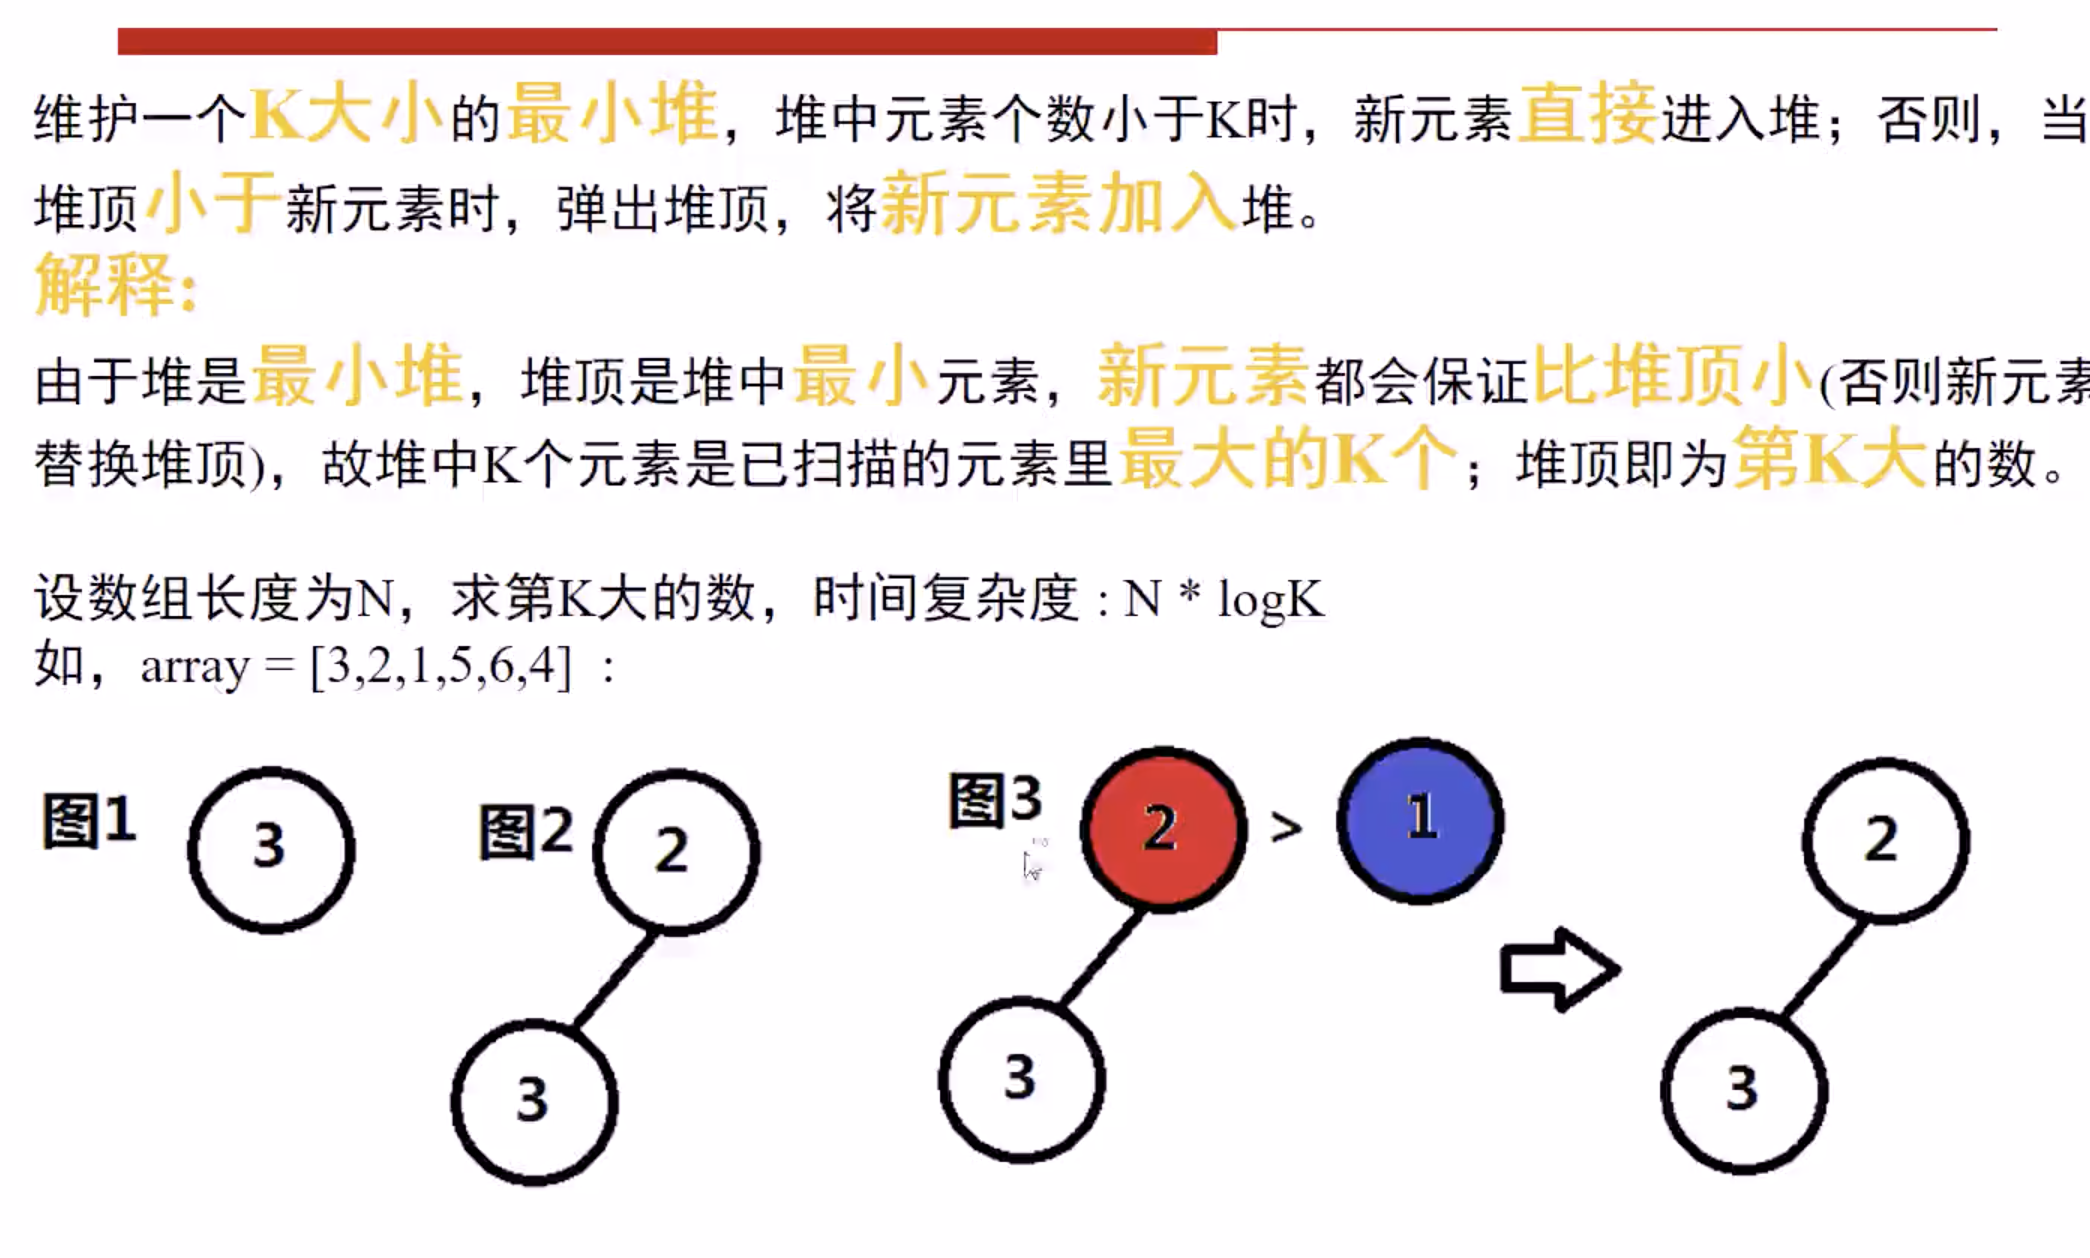 维护一个K大小的最小堆，堆中元素个数小于K时，新元素直接进入堆；否则，当
堆顶小于新元素时，弹出堆顶，将新元素加入堆。
解释:
由于堆是最小堆，堆顶是堆中最小元素，新元素都会保证比堆顶小(否则新元素
替换堆顶)，故堆中K个元素是已扫描的元素里最大的K个；堆顶即为第K大的数。
设数组长度为N，求第K大的数，时间复杂度 : N * logK
如，array = [3,2,1,5,6,4] ：
图1
3
图2
2
3
图3
2
>
1
3
2
3